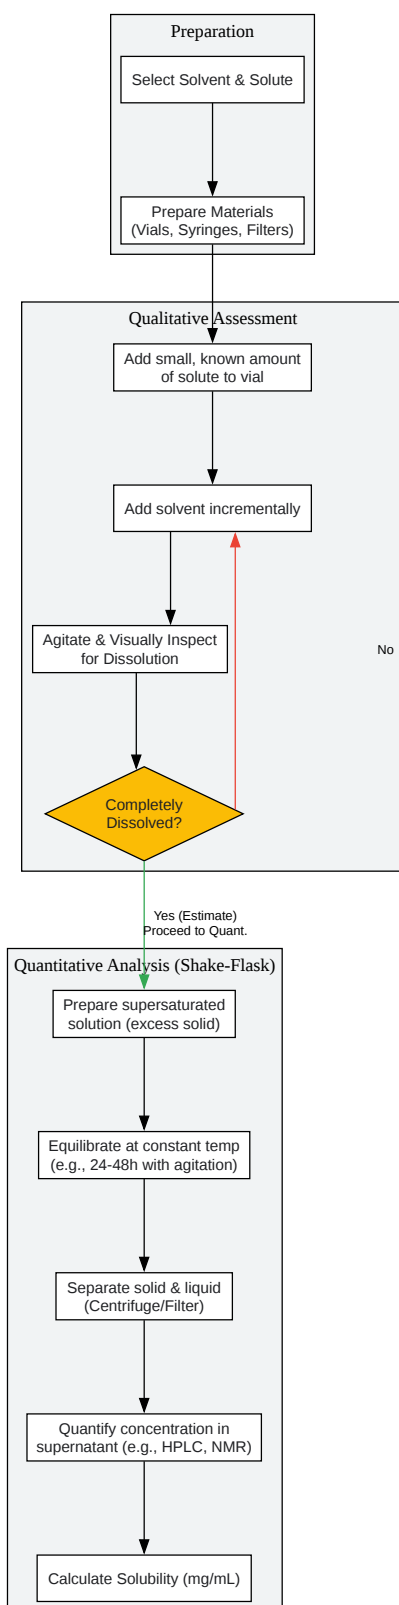 Preparation
Select Solvent & Solute
Prepare Materials
(Vials, Syringes, Filters)
Qualitative Assessment
Add small, known amount
of solute to vial
Add solvent incrementally
Agitate & Visually Inspect
for Dissolution
No
Completely
Dissolved?
Yes (Estimate)
Proceed to Quant.
Quantitative Analysis (Shake-Flask)
Prepare supersaturated
solution (excess solid)
Equilibrate at constant temp
(e.g., 24-48h with agitation)
Separate solid & liquid
(Centrifuge/Filter)
Quantify concentration in
supernatant (e.g., HPLC, NMR)
Calculate Solubility (mg/mL)